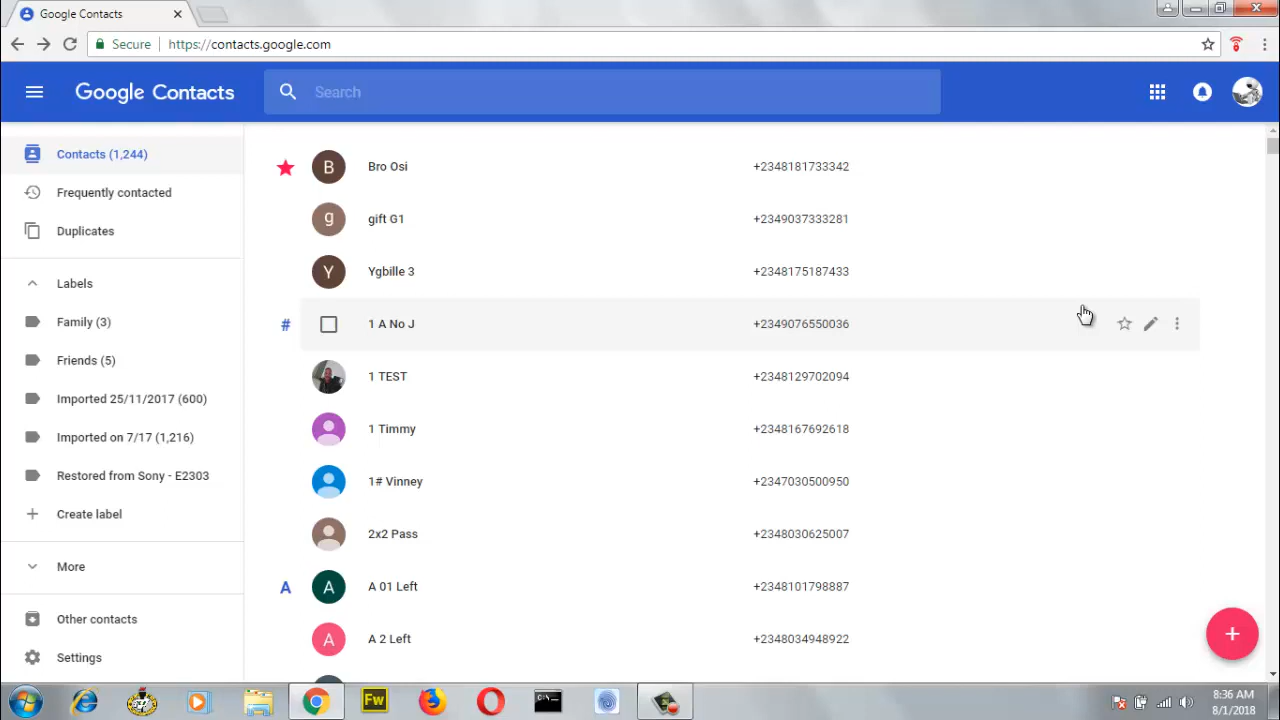 Google Contacts
Secure https://contacts.google.com
Google Contacts
Search
Contacts (1,244)
Frequently contacted
Duplicates
Labels
Family (3)
Friends (5)
Imported 25/11/2017 (600)
Imported on 7/17 (1,216)
Restored from Sony - E2303
Create label
More
Other contacts
Settings
B Bro Osi +2348181733342
g gift G1 +2349037333281
Y Ygbille 3 +2348175187433
# 1 A No J +2349076550036
1 TEST +2348129702094
1 Timmy +2348167692618
1# Vinney +2347030500950
2x2 Pass +2348030625007
A A A 01 Left +2348101798887
A A 2 Left +2348034948922
Fw
8:36 AM
8/1/2018